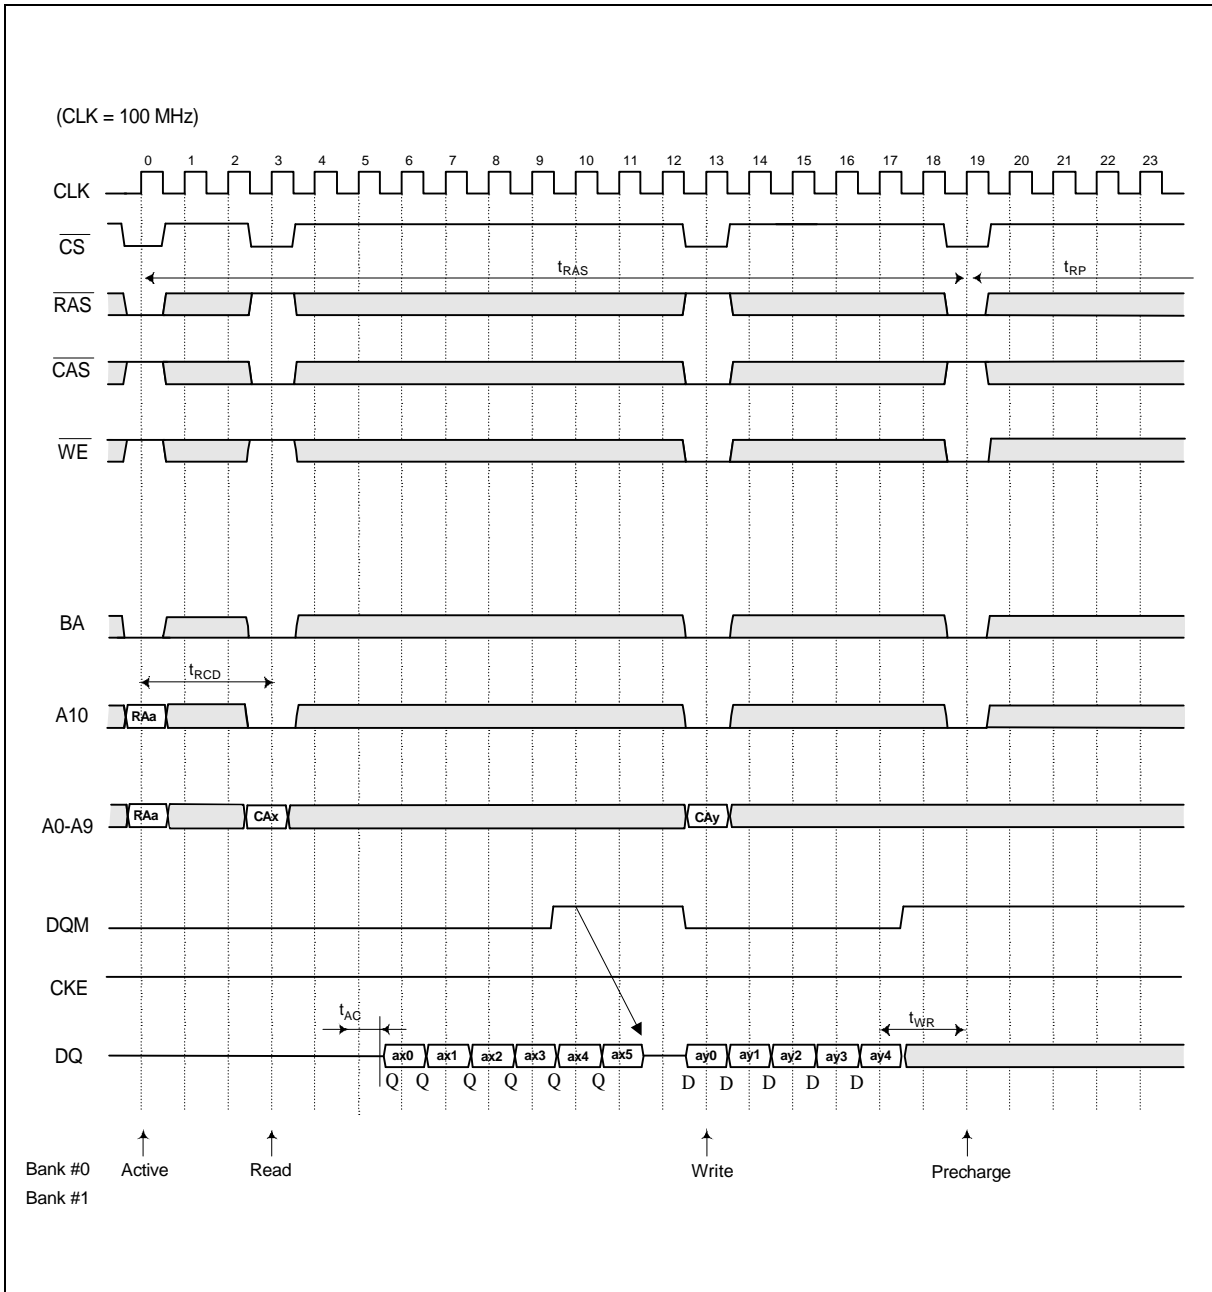 (CLK = 100 MHz)
0 1 2 3 4 5 6 7 8 9 10 11 12 13 14 15 16 17 18 19 20 21 22 23
CLK
CS
tRAS tRP
RAS
CAS
WE
BA
tRCD
A10 RAa
A0-A9 RAa CAx CAy
DQM
CKE
tAC tWR
DQ ax0 ax1 ax2 ax3 ax4 ax5 ay0 ay1 ay2 ay3 ay4
Q Q Q Q Q Q D D D D D
Bank #0 Active Read Write Precharge
Bank #1